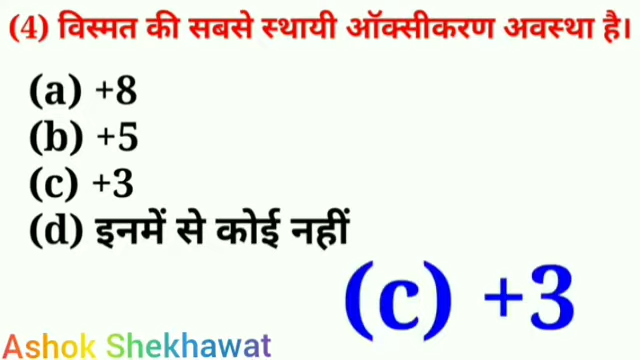 (4) विस्मत की सबसे स्थायी ऑक्सीकरण अवस्था है।
(a) +8
(b) +5
(c) +3
(d) इनमें से कोई नहीं
(c) +3
Ashok Shekhawat